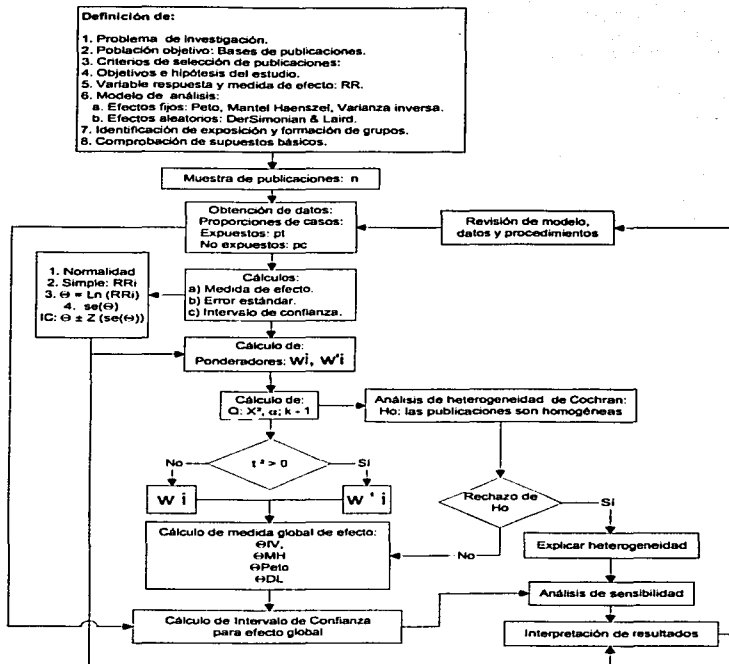 Definición de:
1. Problema de investigación.
2. Población objetivo: Bases de publicaciones.
3. Criterios de selección de publicaciones:
4. Objetivos e hipótesis del estudio.
5. Variable respuesta y medida de efecto: RR.
6. Modelo de análisis:
a. Efectos fijos: Peto, Mantel Haenszel, Varianza inversa.
b. Efectos aleatorios: DerSimonian & Laird.
7. Identificación de exposición y formación de grupos.
8. Comprobación de supuestos básicos.
Muestra de publicaciones: n
Obtención de datos:
Proporciones de casos:
Expuestos: pt
No expuestos: pc
Revisión de modelo,
datos y procedimientos
1. Normalidad
2. Simple: RRi
3. Θ = Ln (RRi)
4. se(Θ)
IC: Θ ± Z (se(Θ))
Cálculos:
a) Medida de efecto.
b) Error estándar.
c) Intervalo de confianza.
Cálculo de:
Ponderadores: wi, w'i
Cálculo de:
Q: X², α; k - 1
Análisis de heterogeneidad de Cochran:
Ho: las publicaciones son homogéneas
No
t² > 0
Sí
w i
w ' i
Rechazo de
Ho
Sí
No
Cálculo de medida global de efecto:
ΘIV,
ΘMH
ΘPeto
ΘDL
Explicar heterogeneidad
Análisis de sensibilidad
Cálculo de Intervalo de Confianza
para efecto global
Interpretación de resultados